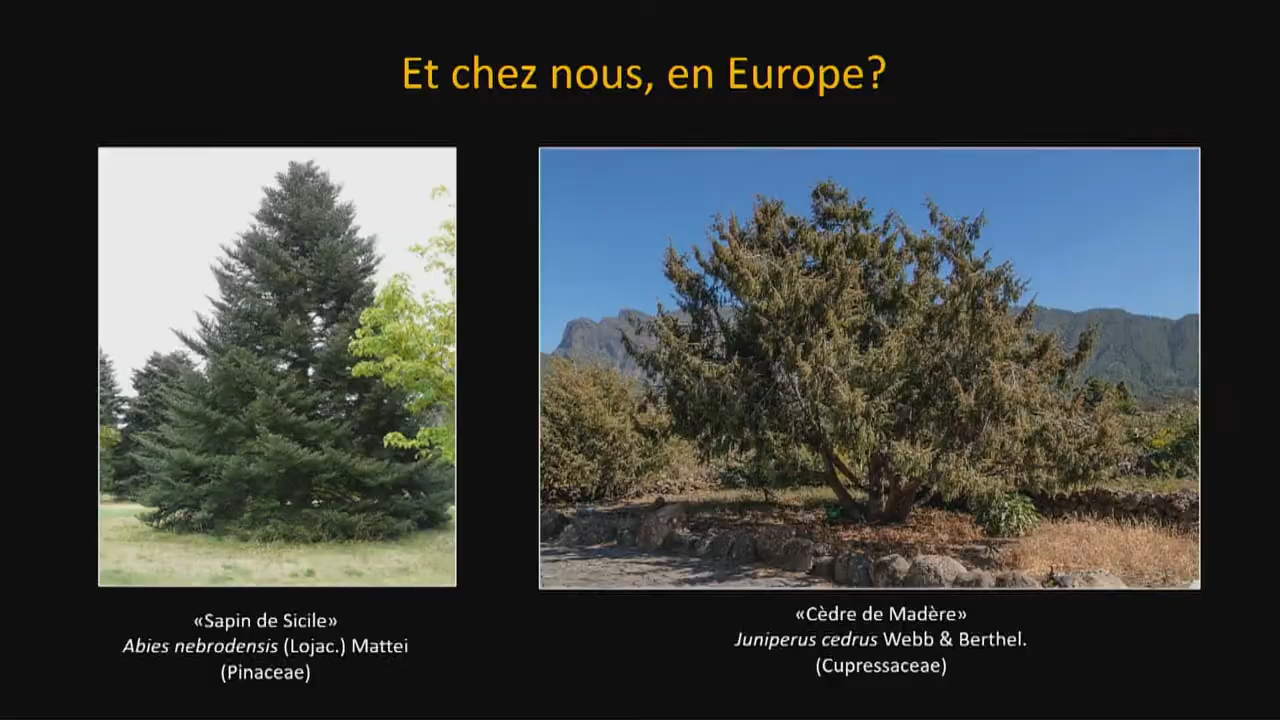 Et chez nous, en Europe?
«Sapin de Sicile»
Abies nebrodensis (Lojac.) Mattei
(Pinaceae)
«Cèdre de Madère»
Juniperus cedrus Webb & Berthel.
(Cupressaceae)